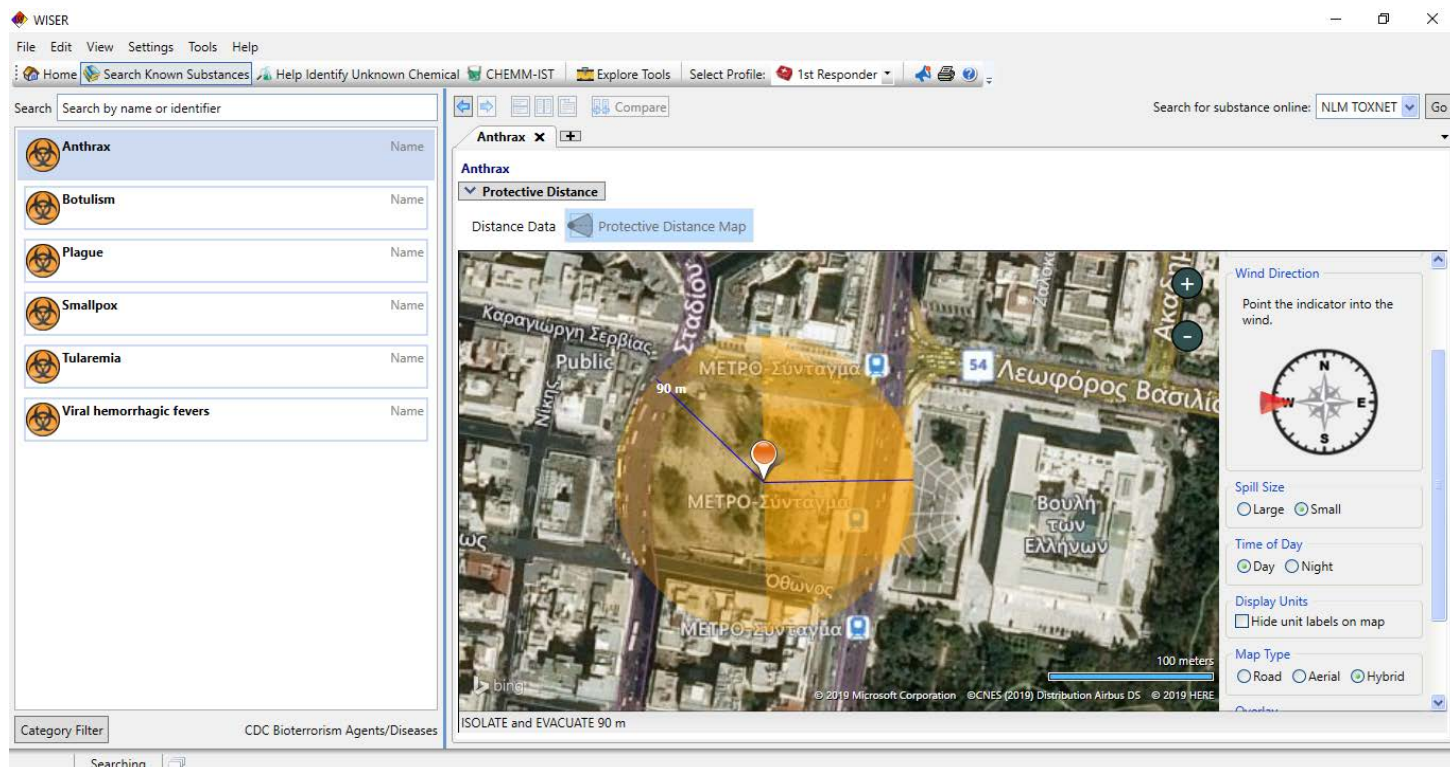 WISER
File Edit View Settings Tools Help
Home Search Known Substances Help Identify Unknown Chemical CHEMM-IST Explore Tools Select Profile: 1st Responder
Search Search by name or identifier
Compare
Search for substance online: NLM TOXNET Go
Anthrax Name
Botulism Name
Plague Name
Smallpox Name
Tularemia Name
Viral hemorrhagic fevers Name
Category Filter CDC Bioterrorism Agents/Diseases
Anthrax
Anthrax
Protective Distance
Distance Data Protective Distance Map
Σταδίου
Καραγιώργη Σερβίας
Public
Νίκης
ΜΕΤΡΟ-Σύνταγμα
90 m
54
Λεωφόρος Βασιλίσ
ΜΕΤΡΟ-Σύνταγμα
Βουλή
των
Ελλήνων
Όθωνος
ΜΕΤΡΟ-Σύνταγμα
100 meters
bing
© 2019 Microsoft Corporation ©CNES (2019) Distribution Airbus DS © 2019 HERE
ISOLATE and EVACUATE 90 m
Wind Direction
Point the indicator into the
wind.
N
W E
S
Spill Size
Large Small
Time of Day
Day Night
Display Units
Hide unit labels on map
Map Type
Road Aerial Hybrid
Overlay
Searching